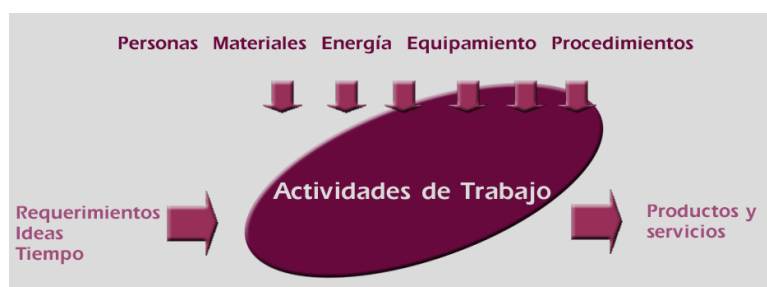 Personas Materiales Energía Equipamiento Procedimientos
Actividades de Trabajo
Requerimientos
Ideas
Tiempo
Productos y
servicios